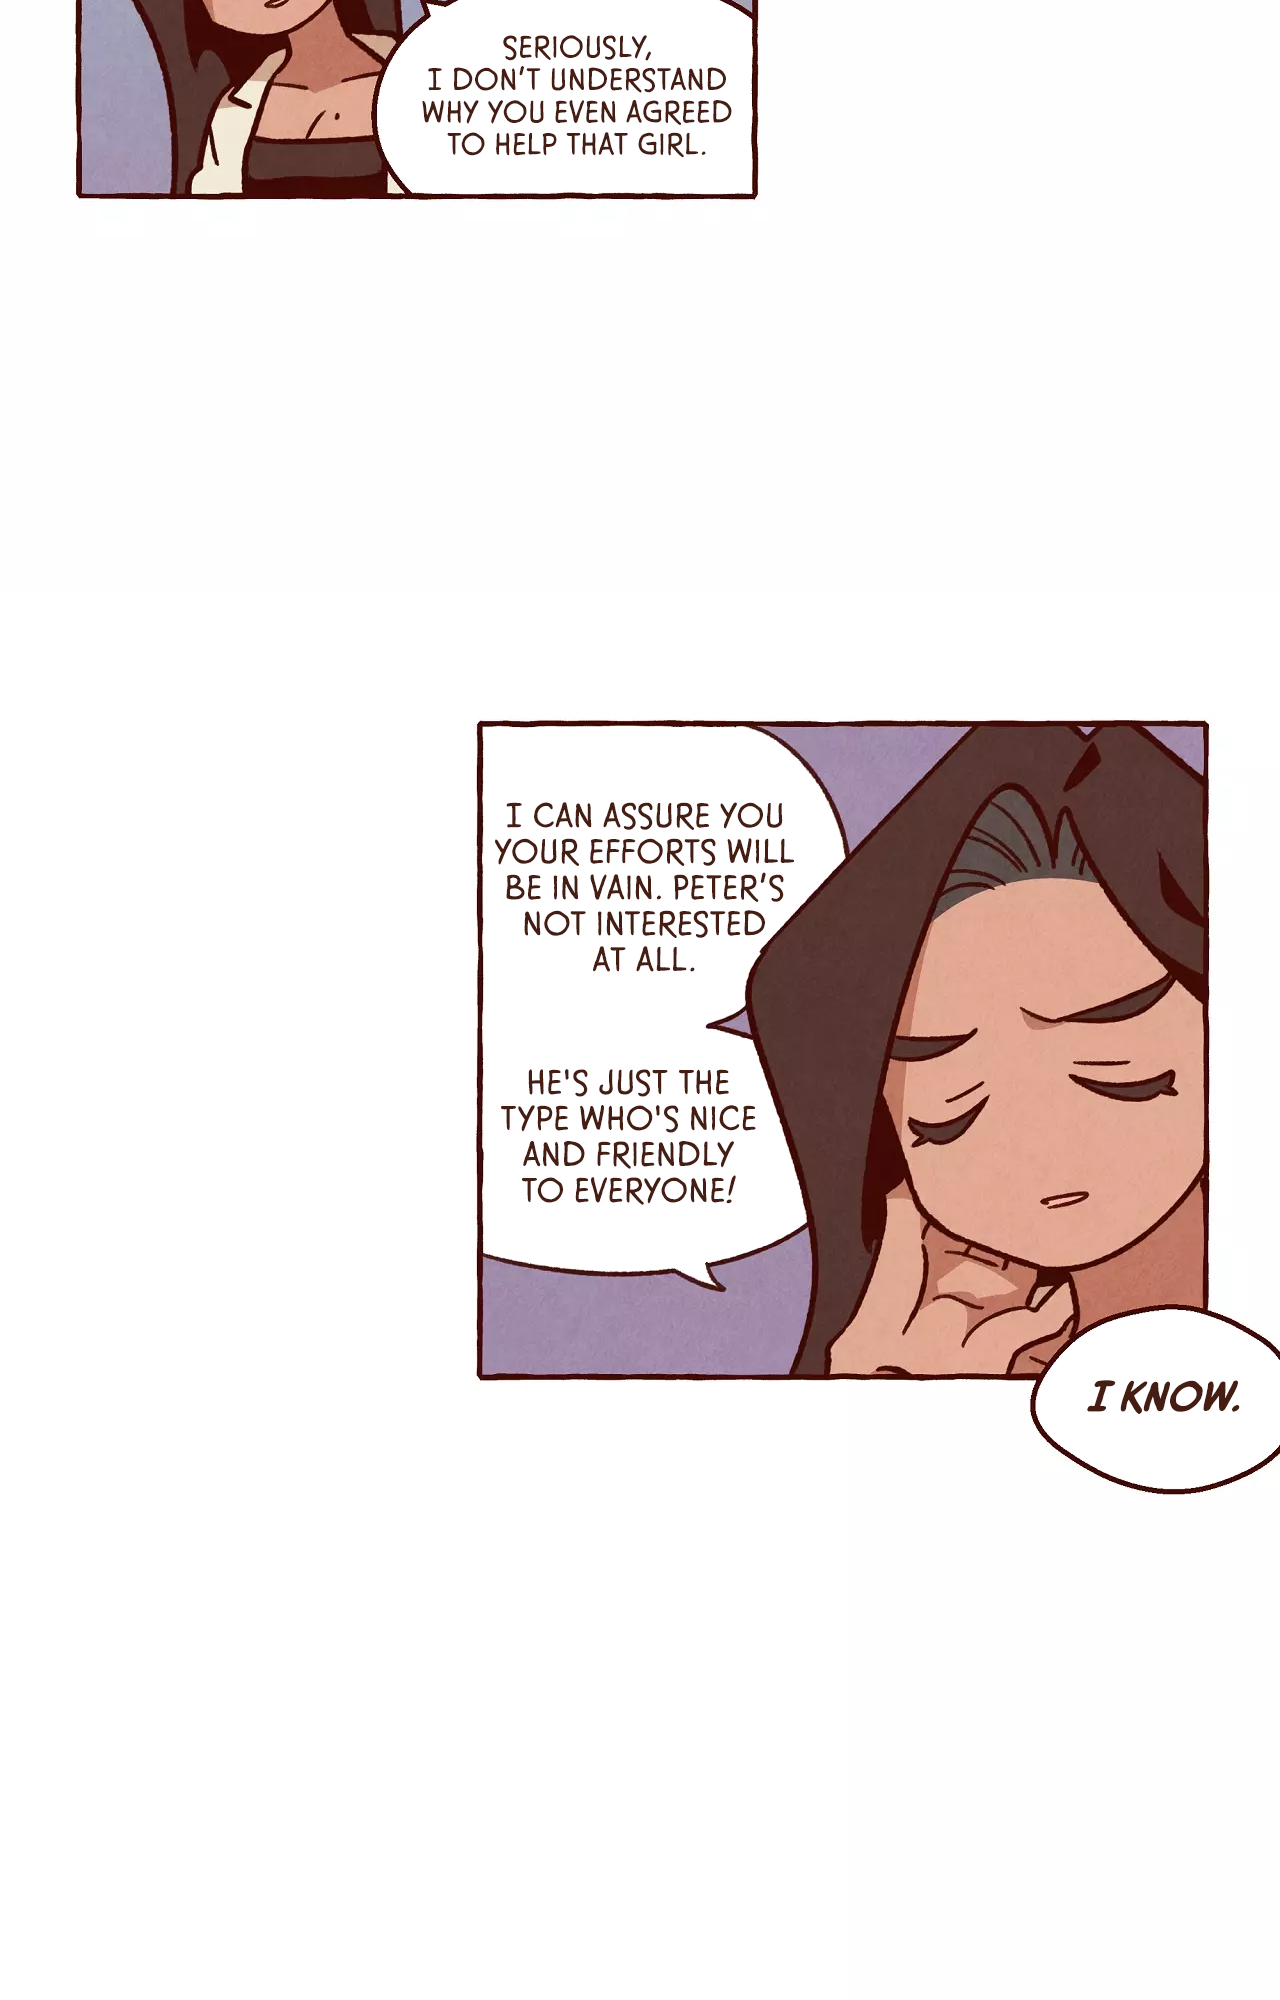 SERIOUSLY,
I DON'T UNDERSTAND
WHY YOU EVEN AGREED
TO HELP THAT GIRL.
I CAN ASSURE YOU
YOUR EFFORTS WILL
BE IN VAIN. PETER'S
NOT INTERESTED
AT ALL.
HE'S JUST THE
TYPE WHO'S NICE
AND FRIENDLY
TO EVERYONE!
I KNOW.